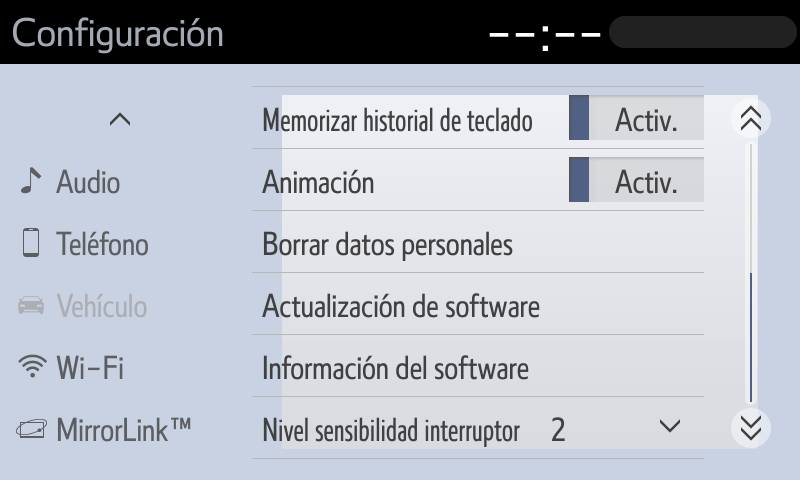 Configuración --:--
Memorizar historial de teclado Activ.
Audio Animación Activ.
Teléfono Borrar datos personales
Vehículo Actualización de software
Wi-Fi Información del software
MirrorLink™ Nivel sensibilidad interruptor 2